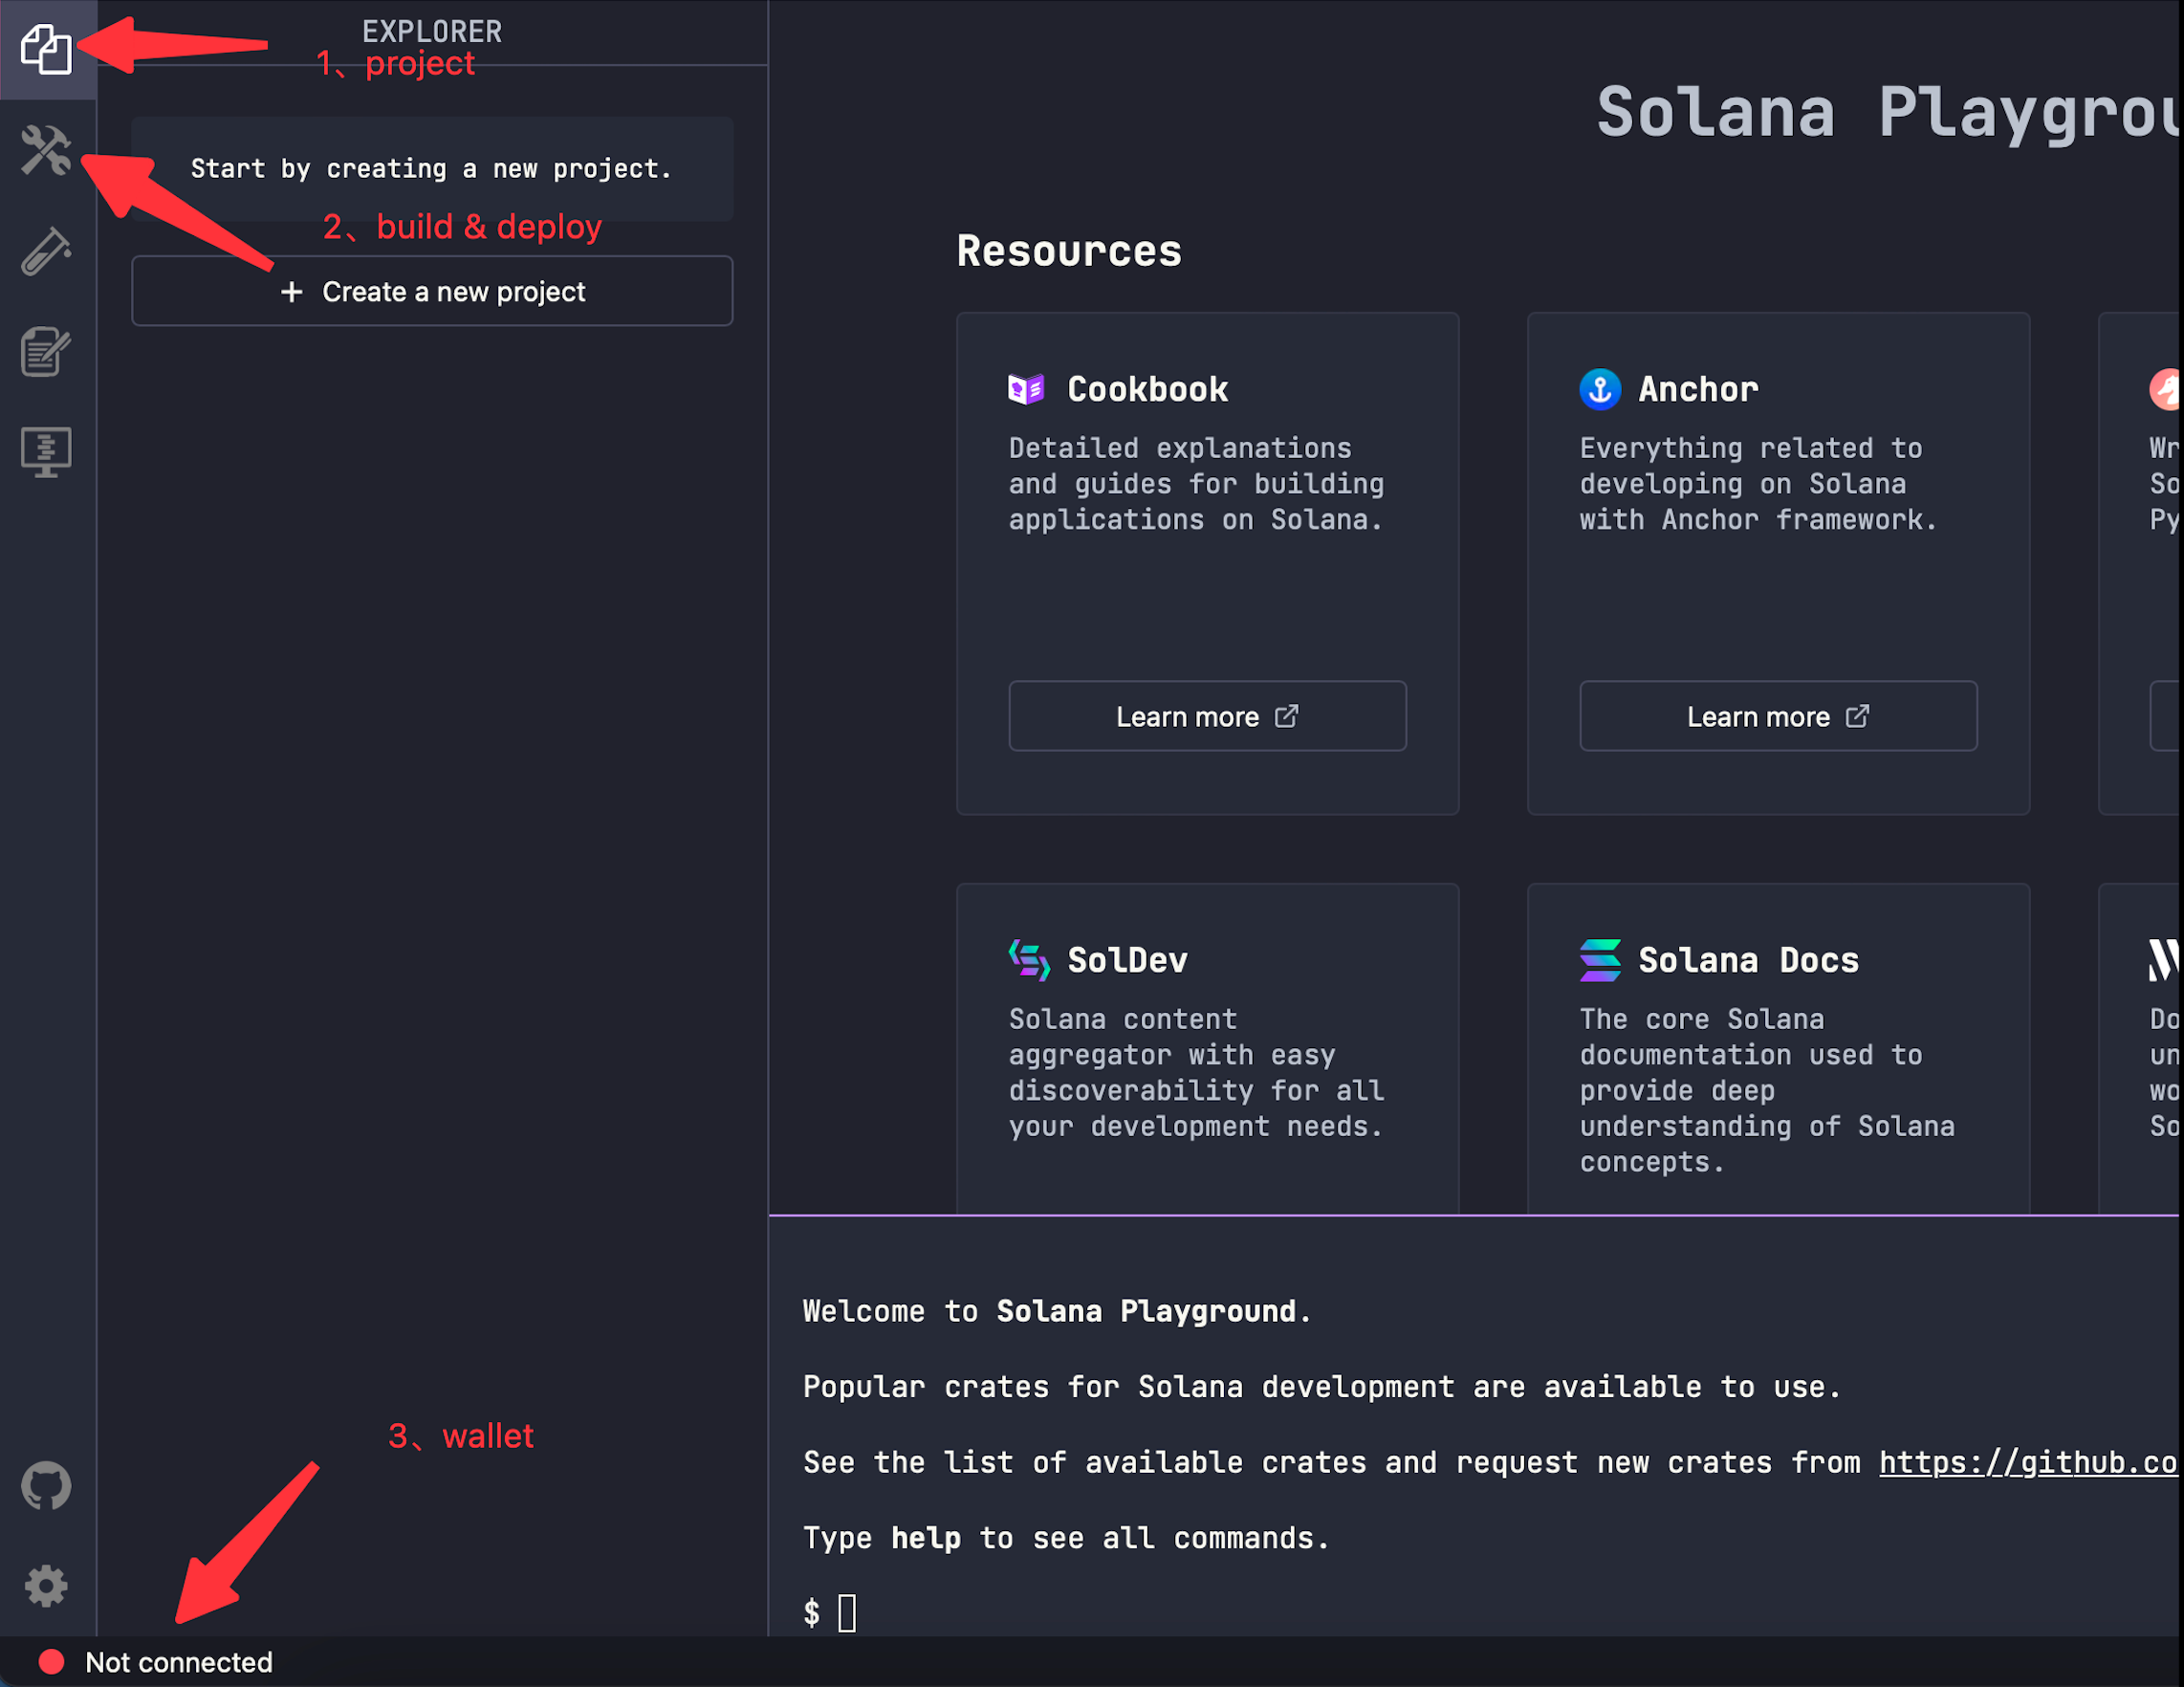 EXPLORER
1、project
Start by creating a new project.
2、build & deploy
+ Create a new project
3、wallet
Not connected
Solana Playgrou
Resources
Cookbook
Detailed explanations
and guides for building
applications on Solana.
Learn more
Anchor
Everything related to
developing on Solana
with Anchor framework.
Learn more
Wr
So
Py
SolDev
Solana content
aggregator with easy
discoverability for all
your development needs.
Solana Docs
The core Solana
documentation used to
provide deep
understanding of Solana
concepts.
Do
un
wo
So
Welcome to Solana Playground.
Popular crates for Solana development are available to use.
See the list of available crates and request new crates from https://github.co
Type help to see all commands.
$